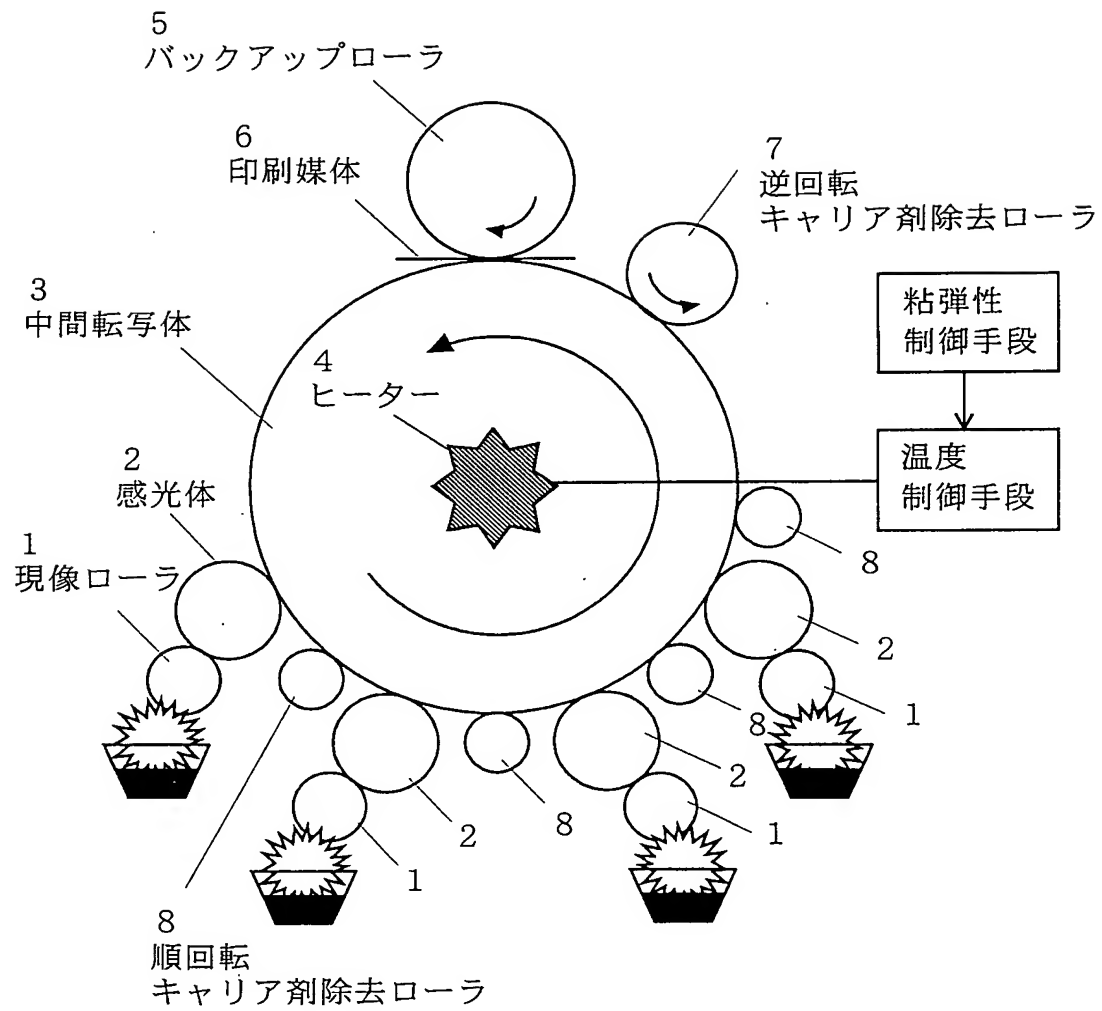 5
バックアップローラ
6
印刷媒体
7
逆回転
キャリア剤除去ローラ
3
中間転写体
粘弾性
制御手段
4
ヒーター
温度
制御手段
2
感光体
8
1
現像ローラ
2
8
1
2
8
1
2
1
8
順回転
キャリア剤除去ローラ